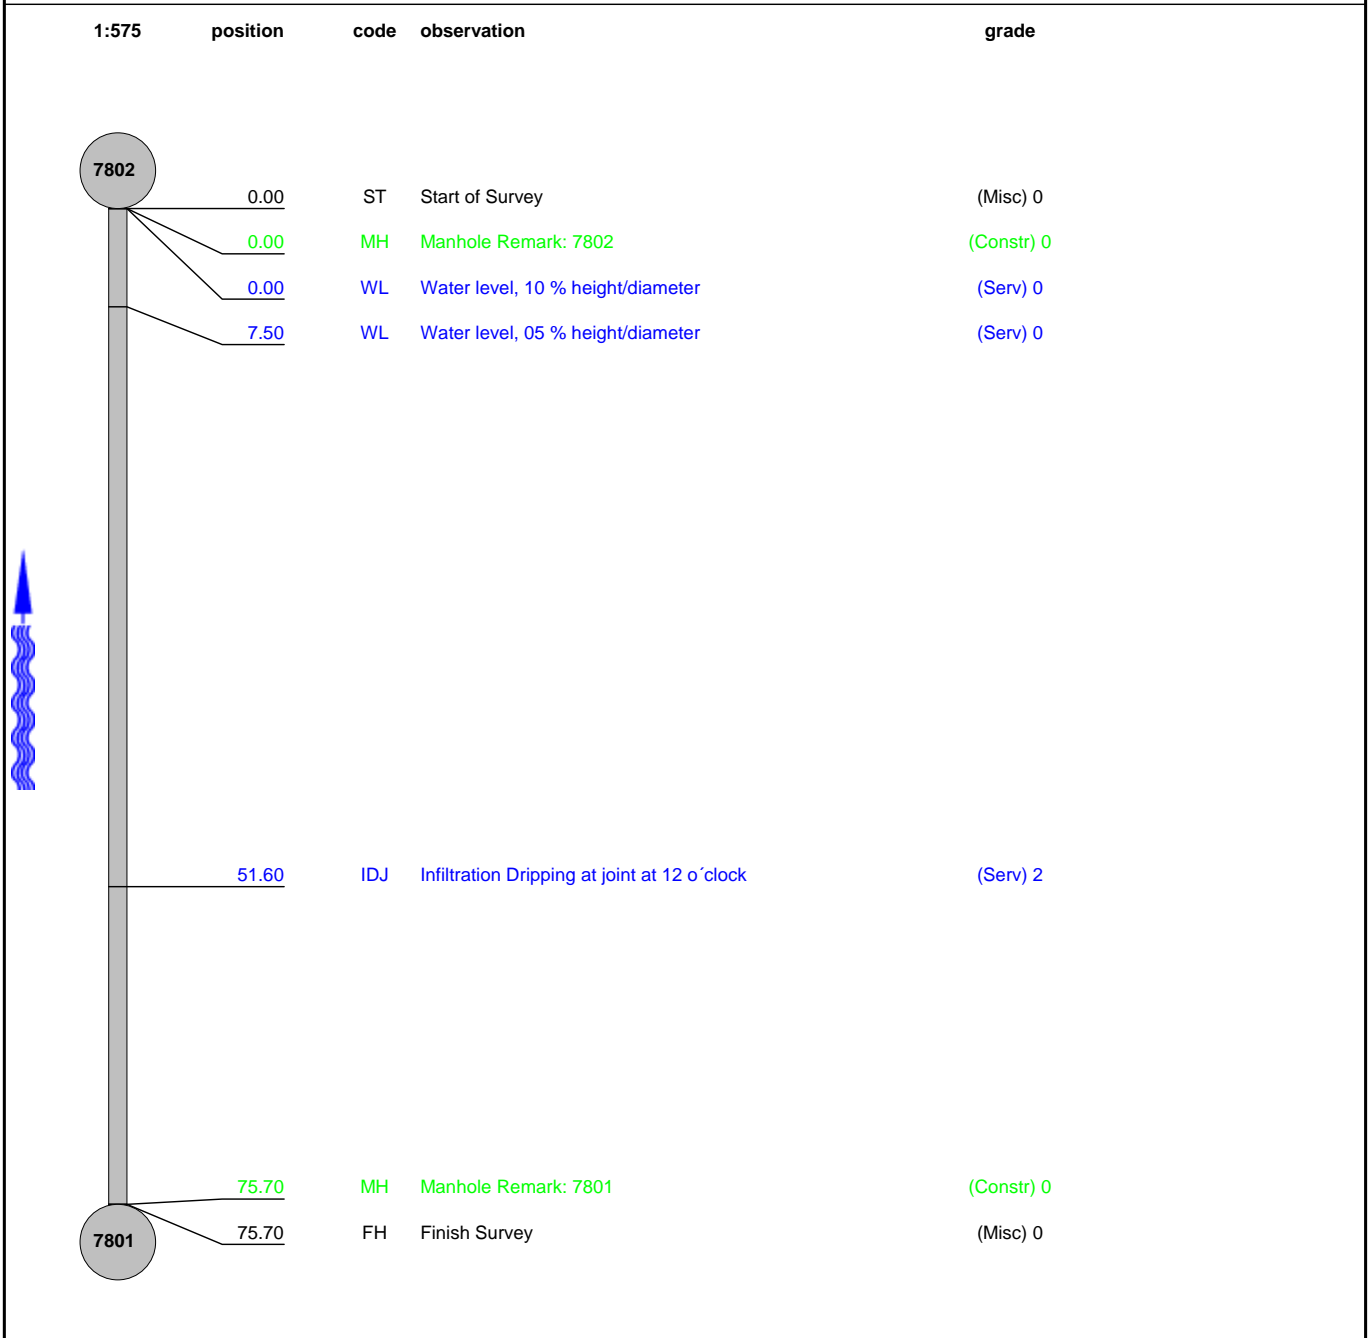 1:575 position code observation grade
7802
0.00 ST Start of Survey (Misc) 0
0.00 MH Manhole Remark: 7802 (Constr) 0
0.00 WL Water level, 10 % height/diameter (Serv) 0
7.50 WL Water level, 05 % height/diameter (Serv) 0
51.60 IDJ Infiltration Dripping at joint at 12 o´clock (Serv) 2
75.70 MH Manhole Remark: 7801 (Constr) 0
75.70 FH Finish Survey (Misc) 0
7801